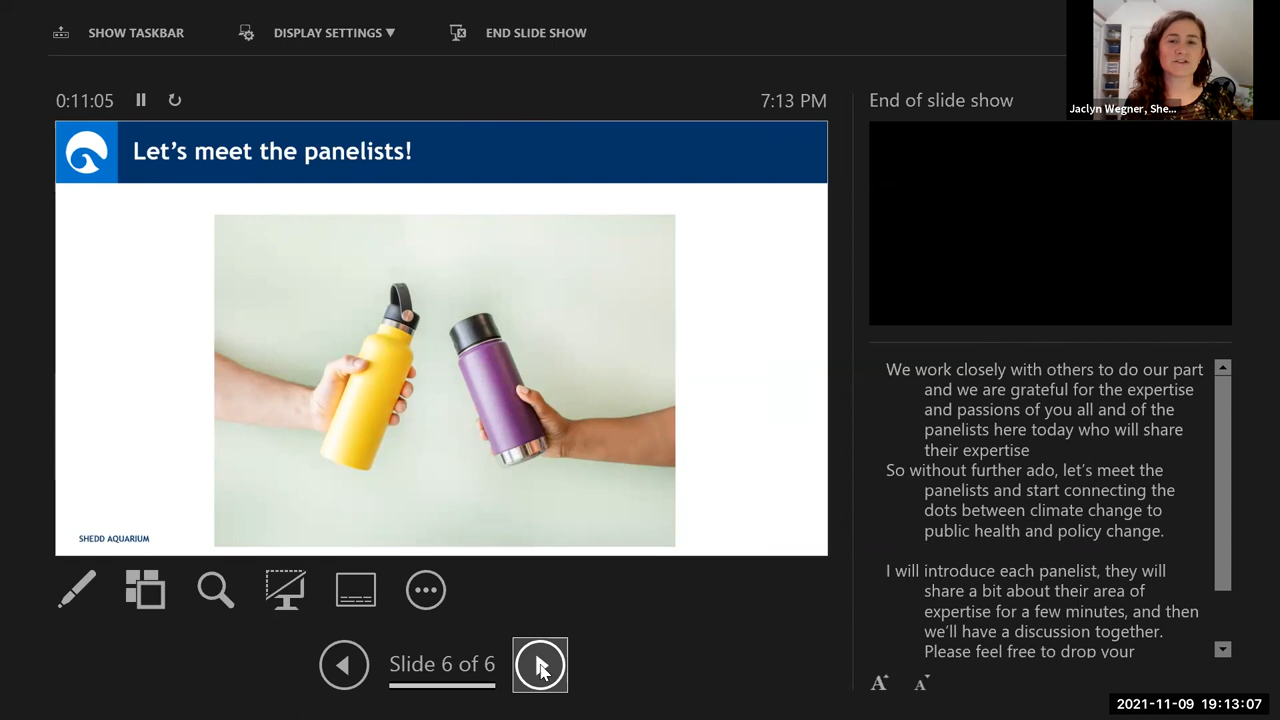 SHOW TASKBAR
DISPLAY SETTINGS ▼
END SLIDE SHOW
0:11:05
7:13 PM
End of slide show
Jaclyn Wegner, She...
Let's meet the panelists!
SHEDD AQUARIUM
We work closely with others to do our part
and we are grateful for the expertise
and passions of you all and of the
panelists here today who will share
their expertise
So without further ado, let's meet the
panelists and start connecting the
dots between climate change to
public health and policy change.
I will introduce each panelist, they will
share a bit about their area of
expertise for a few minutes, and then
we'll have a discussion together.
Please feel free to drop your
Slide 6 of 6
A A
2021-11-09 19:13:07